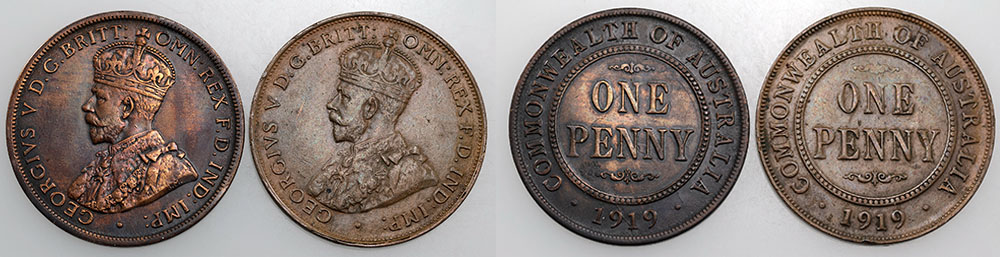 GEORGIVS V D.G.BRITT: OMN:REX F.D.IND:IMP:
GEORGIVS V D.G.BRITT: OMN:REX.F.D.IND:IMP:
COMMONWEALTH OF AUSTRALIA
ONE
PENNY
· 1919 ·
COMMONWEALTH OF AUSTRALIA
ONE
PENNY
· 1919 ·